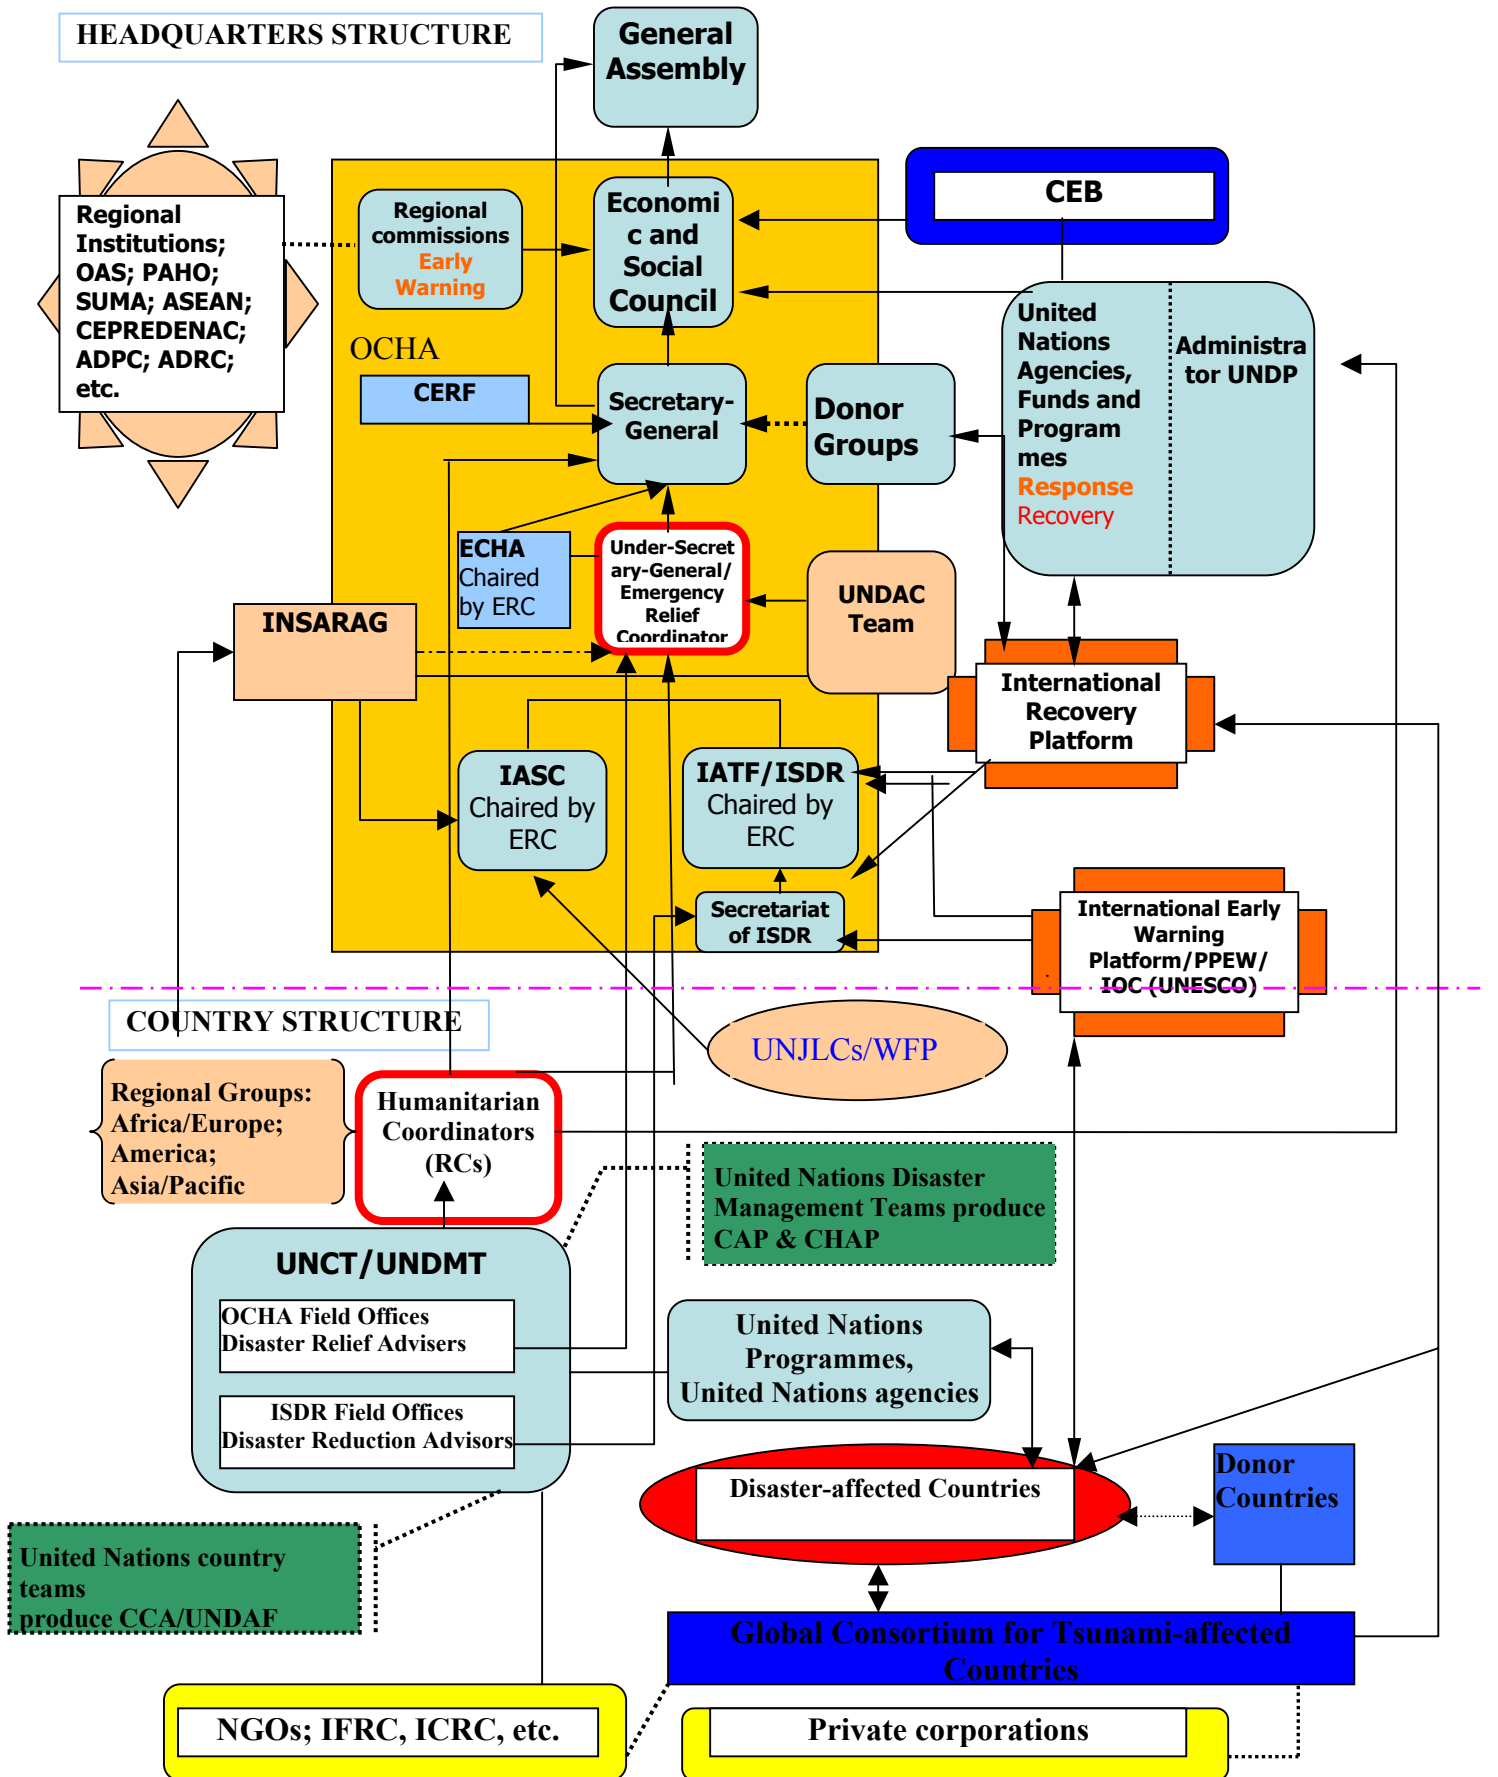 HEADQUARTERS STRUCTURE
General
Assembly
CEB
Regional
Institutions;
OAS; PAHO;
SUMA; ASEAN;
CEPREDENAC;
ADPC; ADRC;
etc.
Regional
commissions
Early
Warning
Economi
c and
Social
Council
United
Nations
Agencies,
Funds and
Program
mes
Response
Recovery
Administra
tor UNDP
OCHA
CERF
Secretary-
General
Donor
Groups
ECHA
Chaired
by ERC
Under-Secret
ary-General/
Emergency
Relief
Coordinator
UNDAC
Team
INSARAG
International
Recovery
Platform
IASC
Chaired by
ERC
IATF/ISDR
Chaired by
ERC
Secretariat
of ISDR
International Early
Warning
Platform/PPEW/
IOC (UNESCO)
COUNTRY STRUCTURE
UNJLCs/WFP
Regional Groups:
Africa/Europe;
America;
Asia/Pacific
Humanitarian
Coordinators
(RCs)
United Nations Disaster
Management Teams produce
CAP & CHAP
UNCT/UNDMT
OCHA Field Offices
Disaster Relief Advisers
ISDR Field Offices
Disaster Reduction Advisors
United Nations
Programmes,
United Nations agencies
Disaster-affected Countries
Donor
Countries
United Nations country
teams
produce CCA/UNDAF
Global Consortium for Tsunami-affected
Countries
NGOs; IFRC, ICRC, etc.
Private corporations